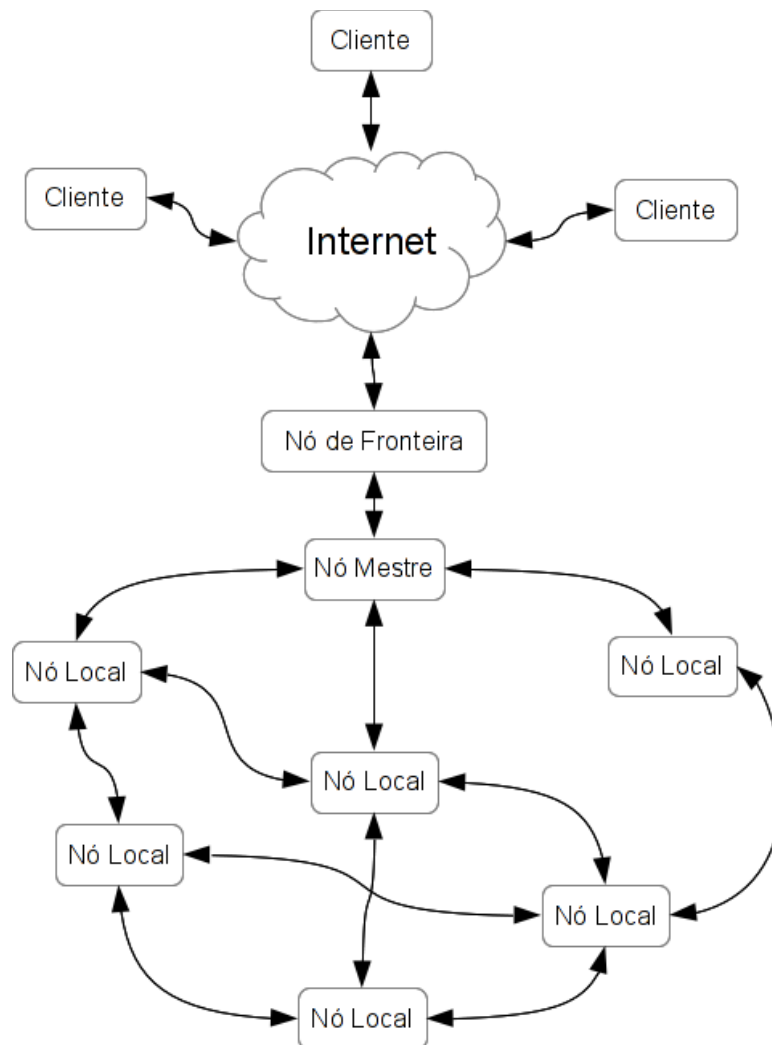 Cliente
Cliente
Cliente
Internet
Nó de Fronteira
Nó Mestre
Nó Local
Nó Local
Nó Local
Nó Local
Nó Local
Nó Local